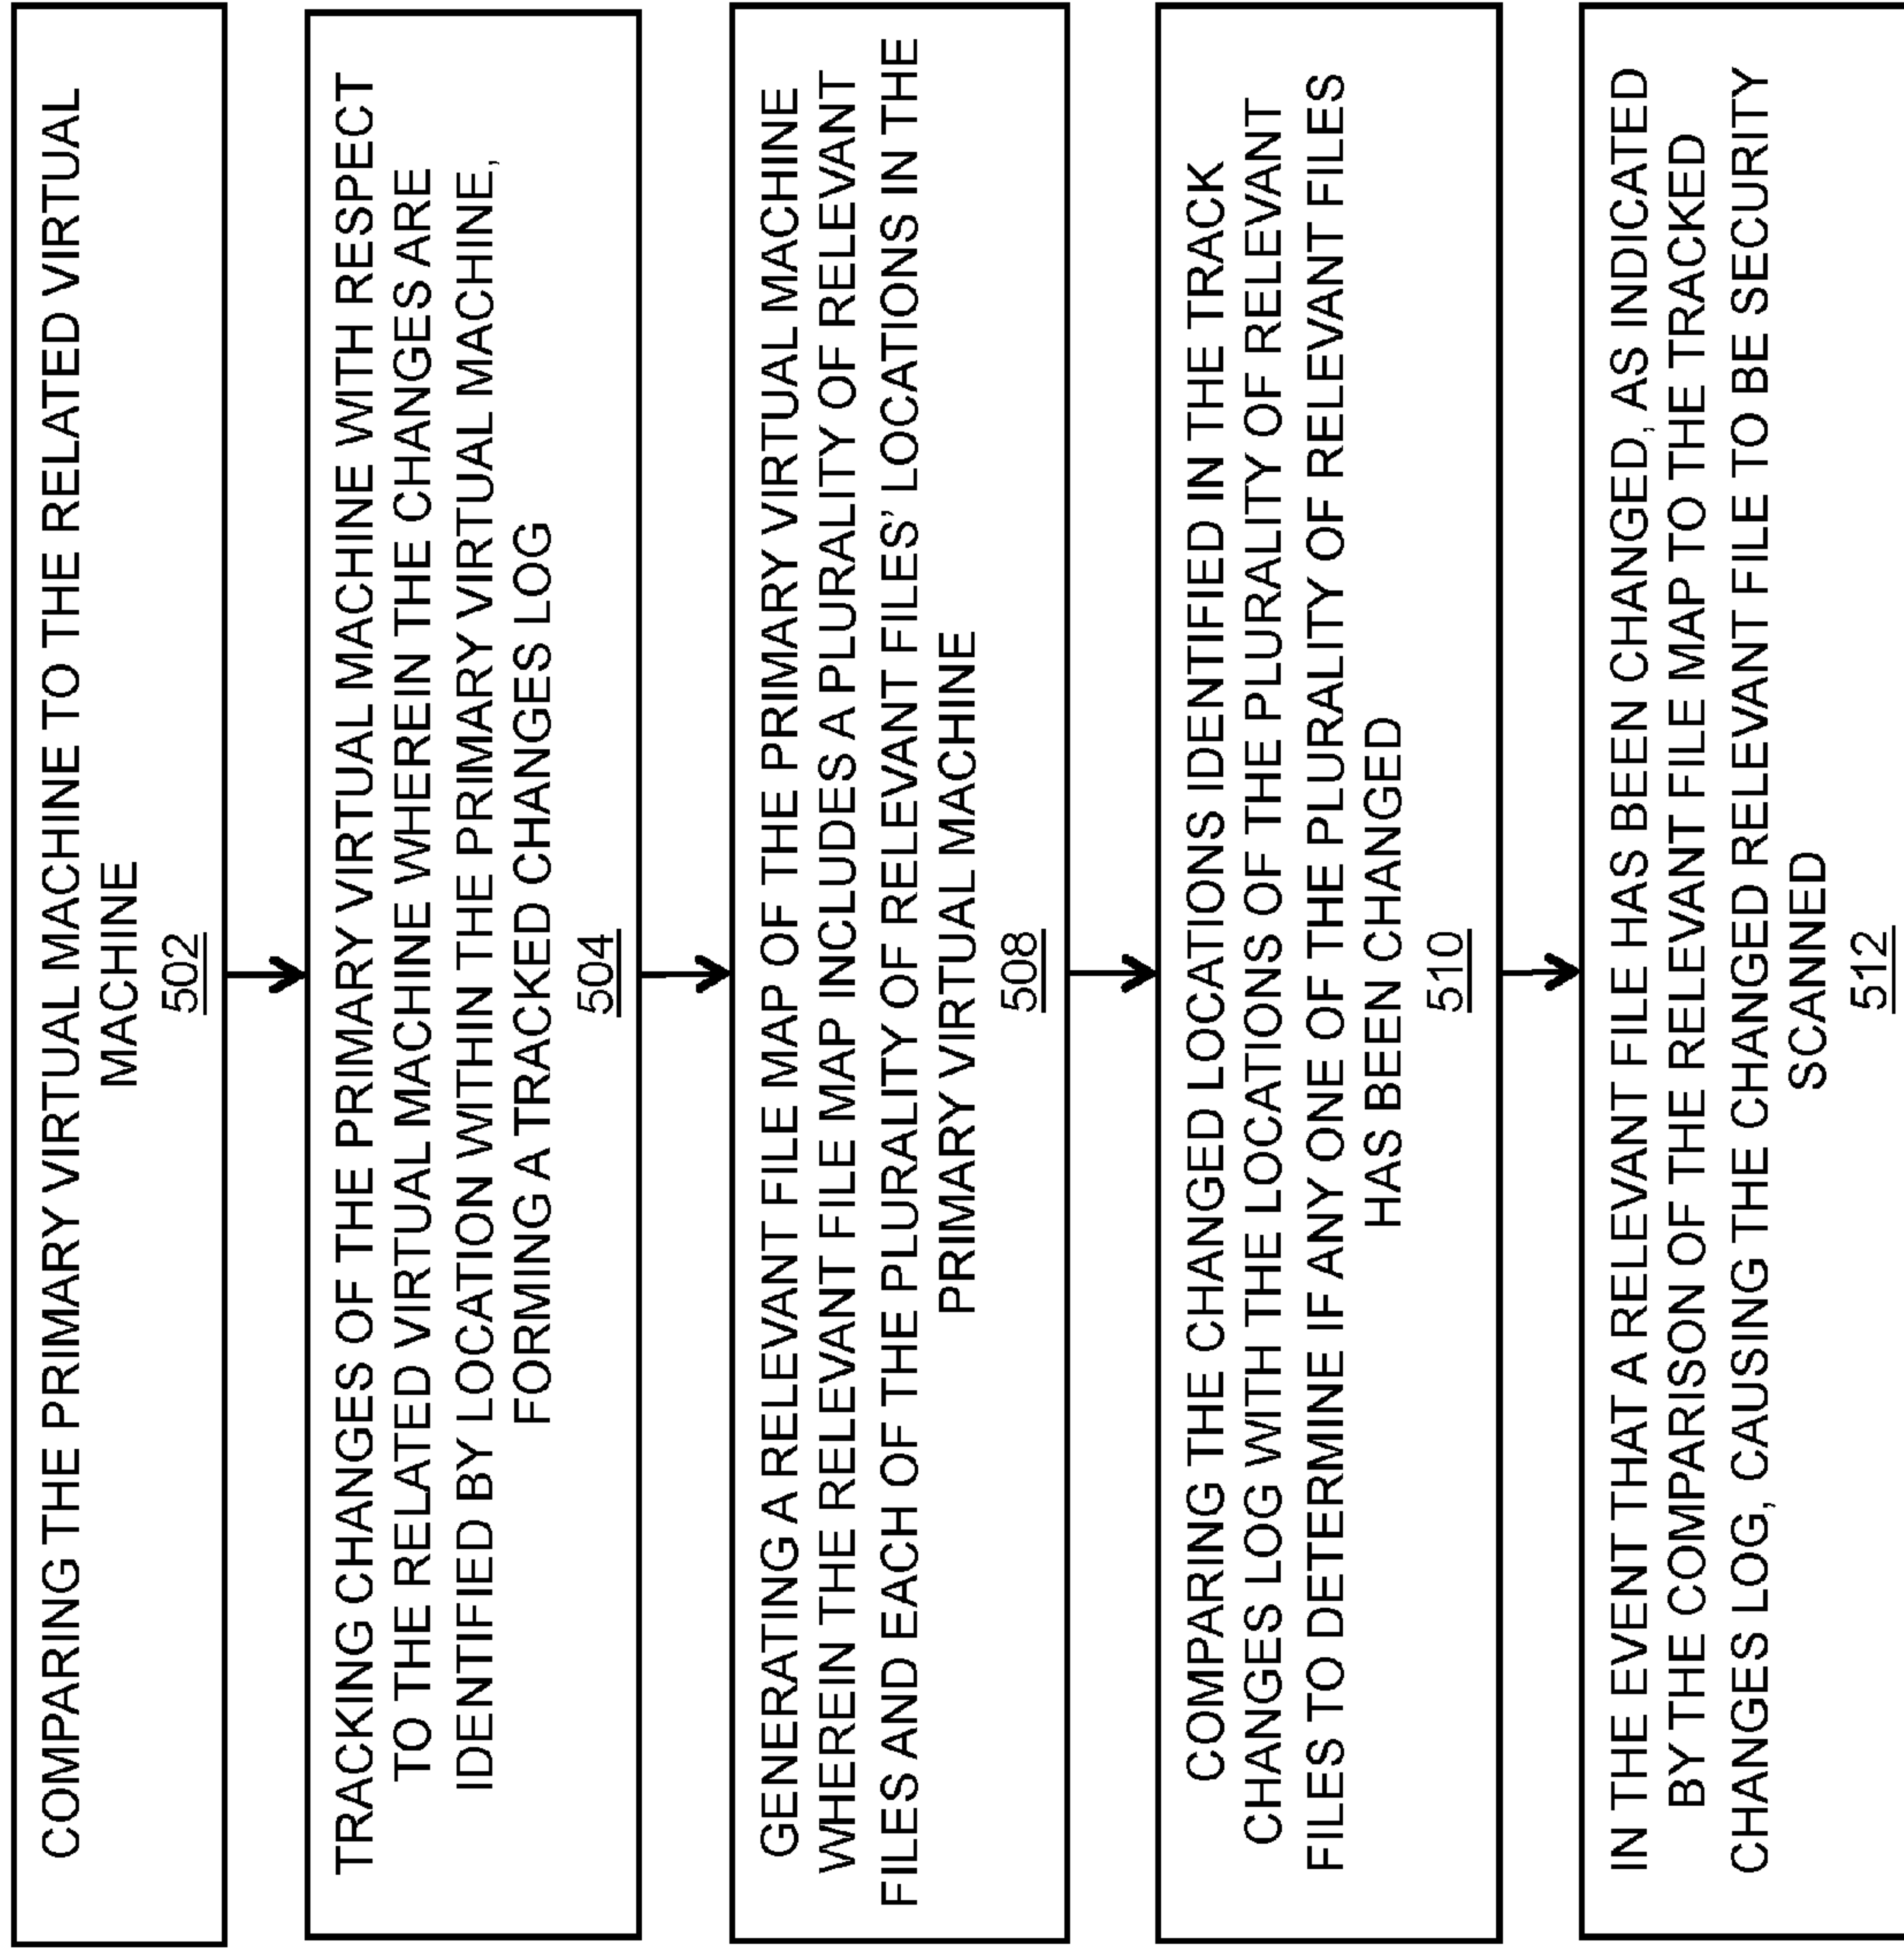 COMPARING THE PRIMARY VIRTUAL MACHINE TO THE RELATED VIRTUAL
MACHINE
502
TRACKING CHANGES OF THE PRIMARY VIRTUAL MACHINE WITH RESPECT
TO THE RELATED VIRTUAL MACHINE WHEREIN THE CHANGES ARE
IDENTIFIED BY LOCATION WITHIN THE PRIMARY VIRTUAL MACHINE,
FORMING A TRACKED CHANGES LOG
504
GENERATING A RELEVANT FILE MAP OF THE PRIMARY VIRTUAL MACHINE
WHEREIN THE RELEVANT FILE MAP INCLUDES A PLURALITY OF RELEVANT
FILES AND EACH OF THE PLURALITY OF RELEVANT FILES’ LOCATIONS IN THE
PRIMARY VIRTUAL MACHINE
508
COMPARING THE CHANGED LOCATIONS IDENTIFIED IN THE TRACK
CHANGES LOG WITH THE LOCATIONS OF THE PLURALITY OF RELEVANT
FILES TO DETERMINE IF ANY ONE OF THE PLURALITY OF RELEVANT FILES
HAS BEEN CHANGED
510
IN THE EVENT THAT A RELEVANT FILE HAS BEEN CHANGED, AS INDICATED
BY THE COMPARISON OF THE RELEVANT FILE MAP TO THE TRACKED
CHANGES LOG, CAUSING THE CHANGED RELEVANT FILE TO BE SECURITY
SCANNED
512